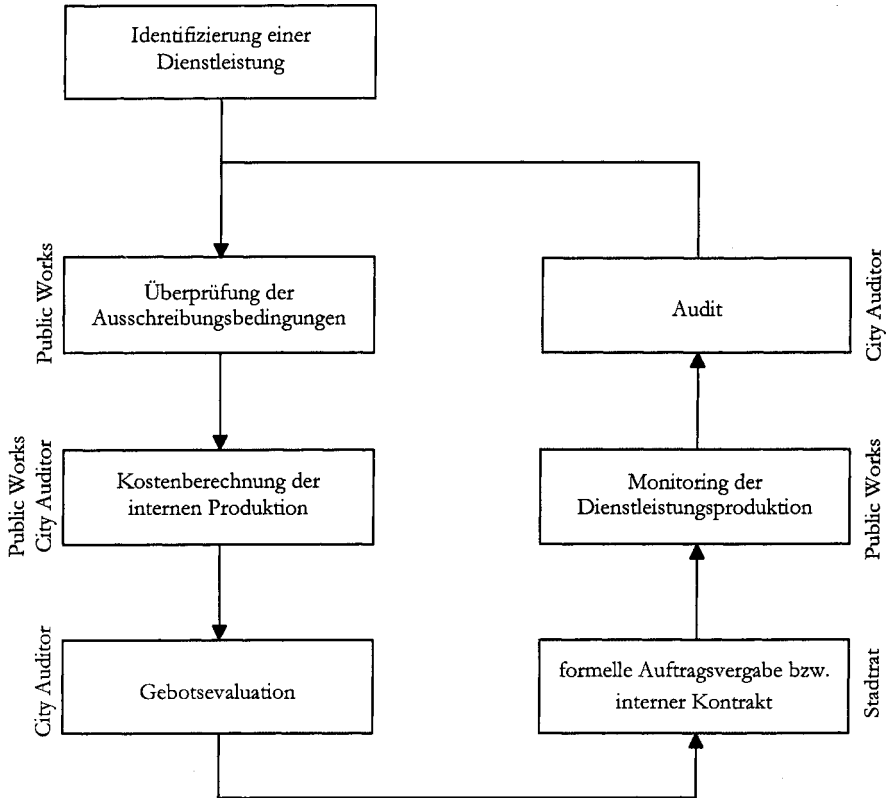 Identifizierung einer
Dienstleistung
Public Works
Überprüfung der
Ausschreibungsbedingungen
Audit
City Auditor
Public Works
City Auditor
Kostenberechnung der
internen Produktion
Monitoring der
Dienstleistungsproduktion
Public Works
City Auditor
Gebotsevaluation
formelle Auftragsvergabe bzw.
interner Kontrakt
Stadtrat